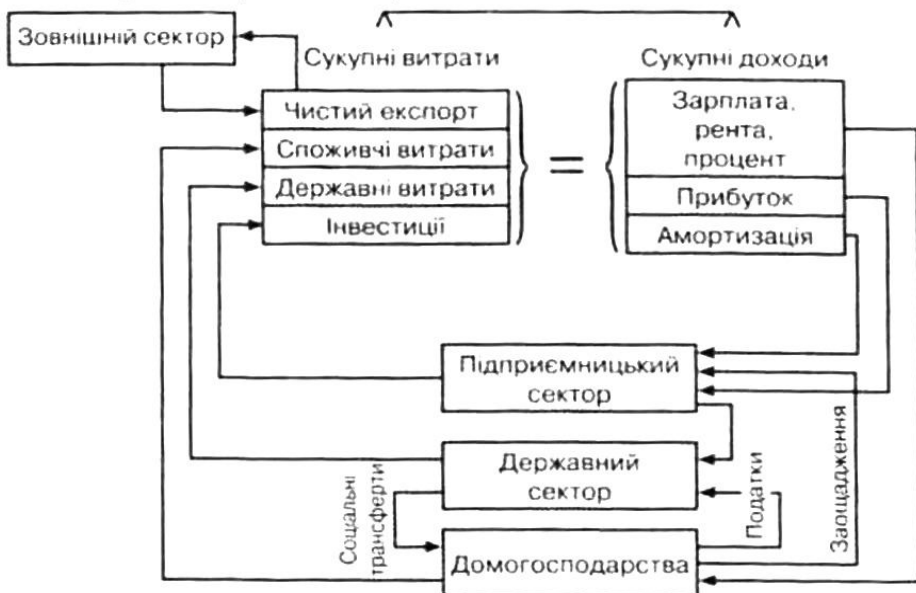 Зовнішній сектор
Сукупні витрати
Сукупні доходи
Чистий експорт
Споживчі витрати
Державні витрати
Інвестиції
=
Зарплата,
рента,
процент
Прибуток
Амортизація
Підприємницький
сектор
Державний
сектор
Домогосподарства
Соціальні
трансферти
Податки
Заощадження